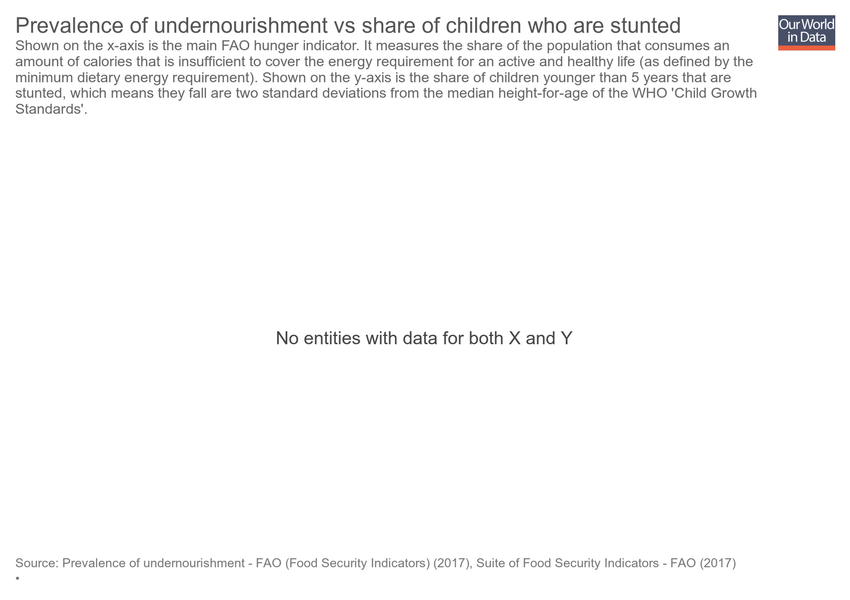 Prevalence of undernourishment vs share of children who are stunted
Our World
in Data
Shown on the x-axis is the main FAO hunger indicator. It measures the share of the population that consumes an
amount of calories that is insufficient to cover the energy requirement for an active and healthy life (as defined by the
minimum dietary energy requirement). Shown on the y-axis is the share of children younger than 5 years that are
stunted, which means they fall are two standard deviations from the median height-for-age of the WHO 'Child Growth
Standards'.
No entities with data for both X and Y
Source: Prevalence of undernourishment - FAO (Food Security Indicators) (2017), Suite of Food Security Indicators - FAO (2017)
•